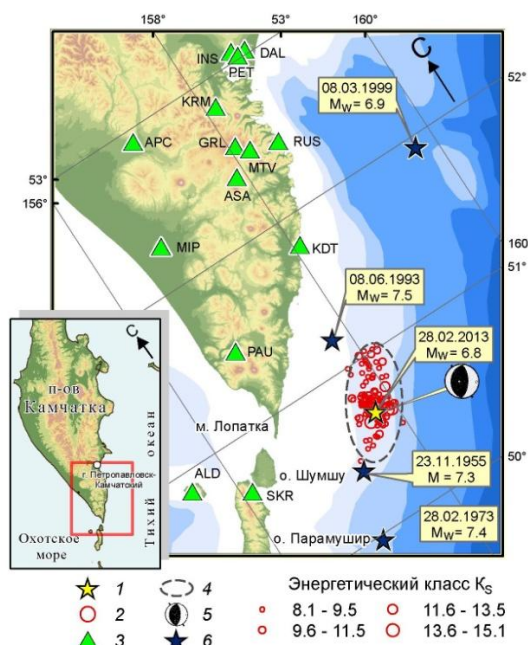 158°
53°
160°
52°
INS
DAL
PET
08.03.1999
Mw = 6.9
С
KRM
APC
GRL
RUS
MTV
53°
ASA
156°
MIP
KDT
160°
51°
08.06.1993
Mw = 7.5
28.02.2013
Mw = 6.8
PAU
С
п-ов
Камчатка
м. Лопатка
г. Петропавловск-
Камчатский
Тихий океан
23.11.1955
M = 7.3
50°
ALD
о. Шумшу
SKR
28.02.1973
Mw = 7.4
Охотское
море
о. Парамушир
1
4
Энергетический класс Ks
2
5
8.1 - 9.5
11.6 - 13.5
3
6
9.6 - 11.5
13.6 - 15.1